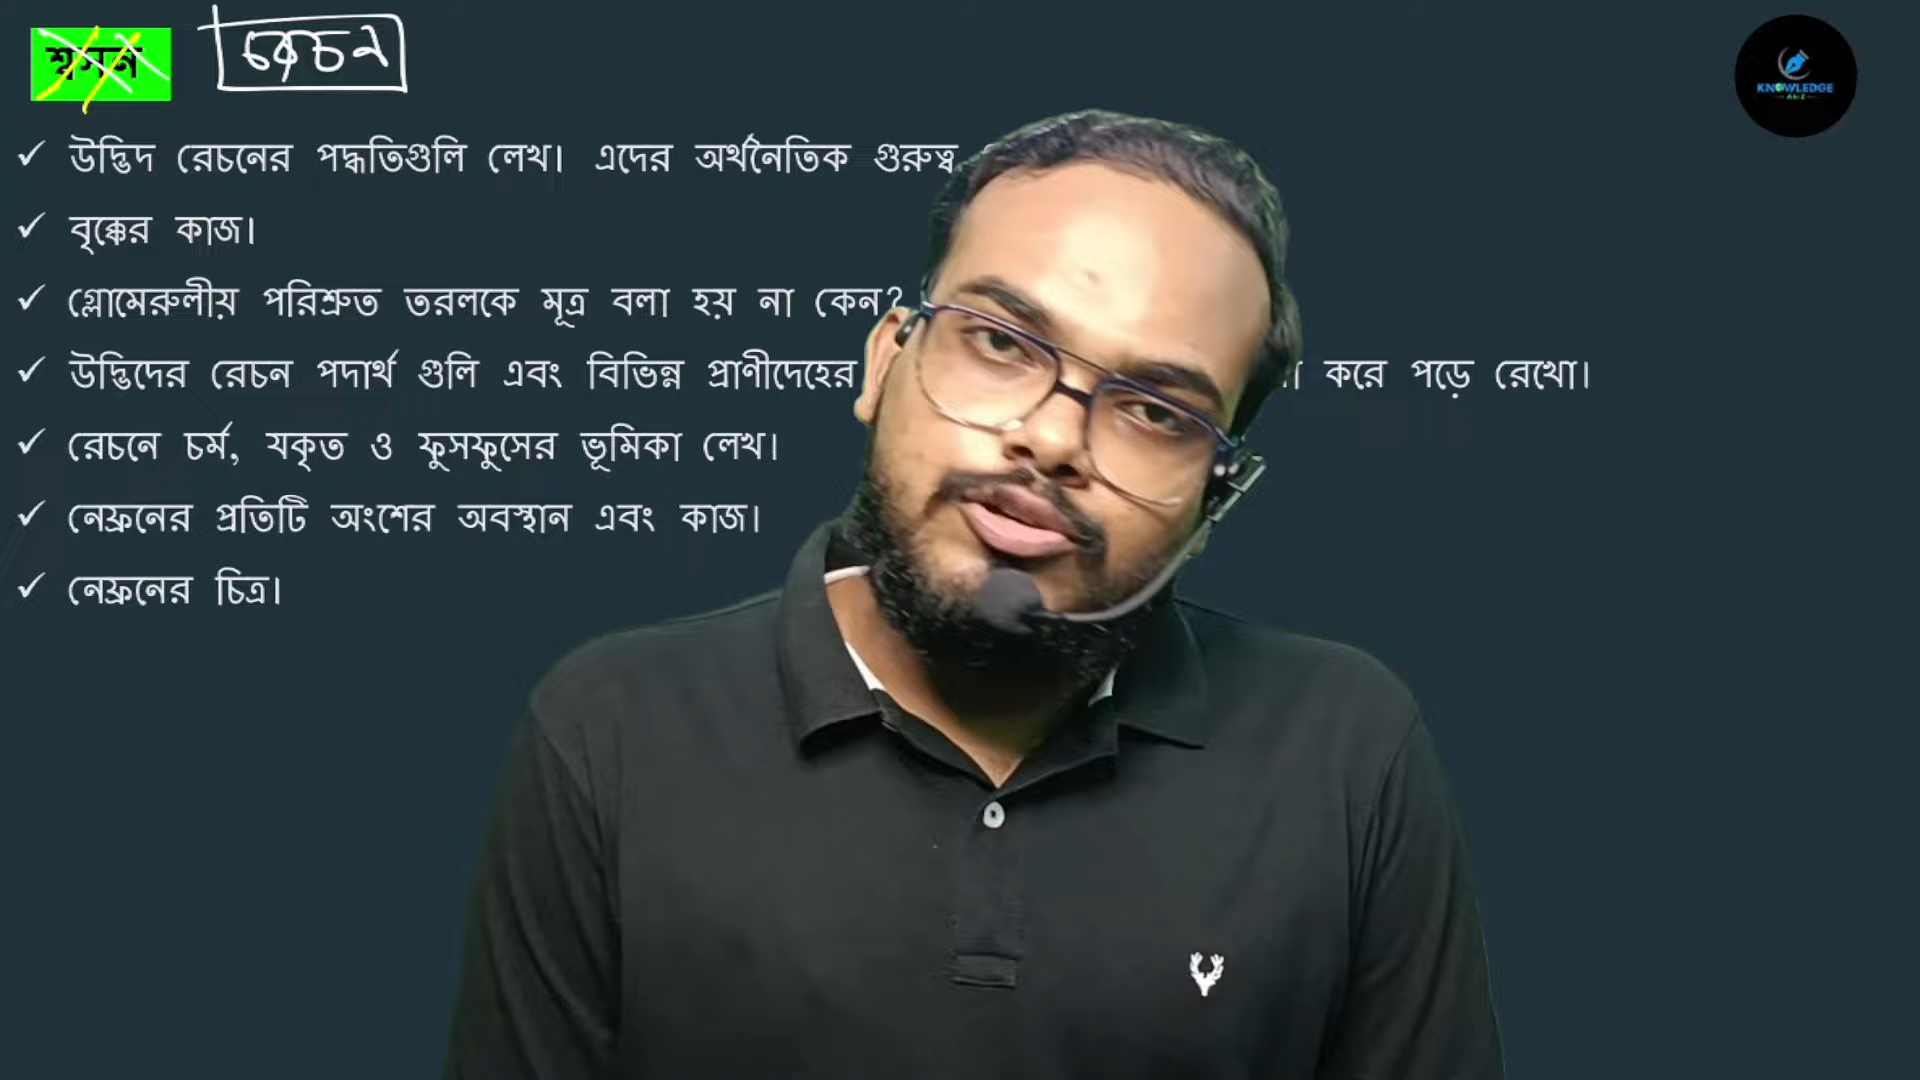 শ্বসন
রেচন
KNOWLEDGE
✓ উদ্ভিদ রেচনের পদ্ধতিগুলি লেখ। এদের অর্থনৈতিক গুরুত্ব
✓ বৃক্কের কাজ।
✓ গ্লোমেরুলীয় পরিশ্রুত তরলকে মূত্র বলা হয় না কেন?
✓ উদ্ভিদের রেচন পদার্থ গুলি এবং বিভিন্ন প্রাণীদেহের করে পড়ে রেখো।
✓ রেচনে চর্ম, যকৃত ও ফুসফুসের ভূমিকা লেখ।
✓ নেফ্রনের প্রতিটি অংশের অবস্থান এবং কাজ।
✓ নেফ্রনের চিত্র।